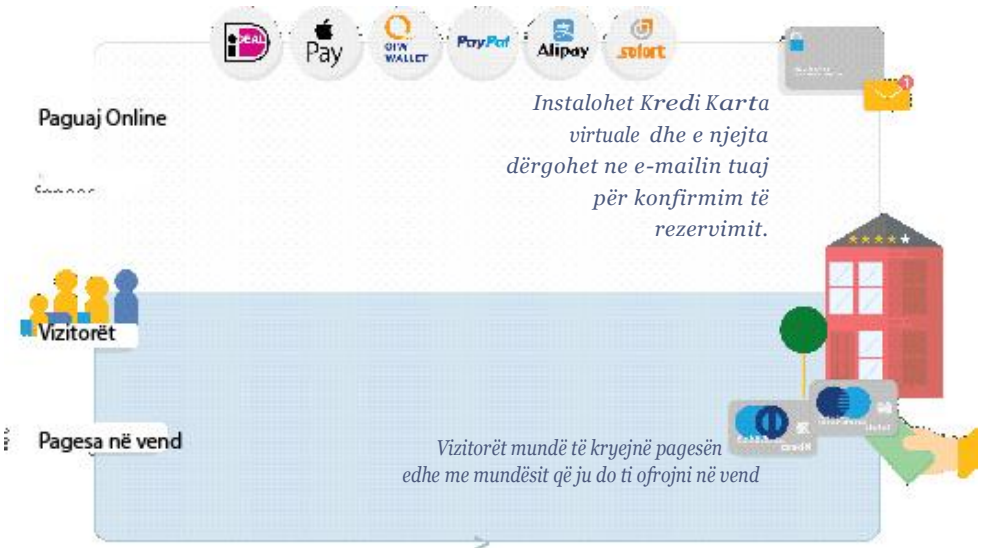 iDEAL
Pay
QIWI
WALLET
PayPal
Alipay
sofort
1
Paguaj Online
Instalohet Kredi Karta
virtuale dhe e njejta
dërgohet ne e-mailin tuaj
për konfirmim të
rezervimit.
Vizitorët
Pagesa në vend
Vizitorët mundë të kryejnë pagesën
edhe me mundësit që ju do ti ofrojni në vend